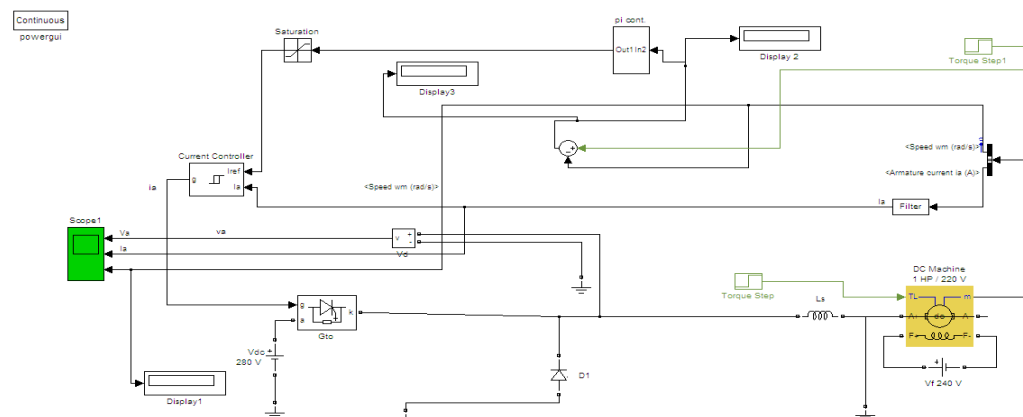 Continuous
powergui
Saturation
pi cont.
Out1In2
Display 2
Torque Step1
Display3
<Speed wm (rad/s)>
Current Controller
Iref
g
Ia
<Armature current ia (A)>
ia
<Speed wm (rad/s)>
Ia
Filter
Scope1
Va
va
v
+
-
Vd
Ia
DC Machine
1 HP / 220 V
Torque Step
TL
m
Ls
g
a
k
Gto
A+
dc
A-
F+
F-
Vdc
+
280 V
D1
Vf 240 V
Display1